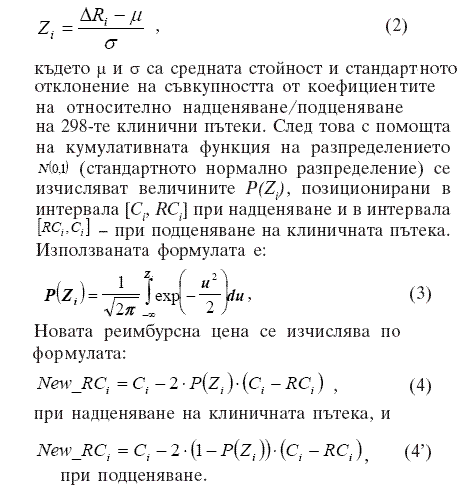 Z_i = (ΔR_i − μ) / σ , (2)
където μ и σ са средната стойност и стандартното
отклонение на съвкупността от коефициентите
на относително надценяване/подценяване
на 298-те клинични пътеки. След това с помощта
на кумулативната функция на разпределението
N(0,1) (стандартното нормално разпределение) се
изчисляват величините P(Z_i), позиционирани в
интервала [C_i, RC_i] при надценяване и в интервала
[RC_i, C_i] – при подценяване на клиничната пътека.
Използваната формулата е:
P(Z_i) = 1/√(2π) ∫_{−∞}^{Z_i} exp(−u²/2) du, (3)
Новата реимбурсна цена се изчислява по
формулата:
New_RC_i = C_i − 2·P(Z_i)·(C_i − RC_i) , (4)
при надценяване на клиничната пътека, и
New_RC_i = C_i − 2·(1−P(Z_i))·(C_i − RC_i), (4’)
при подценяване.